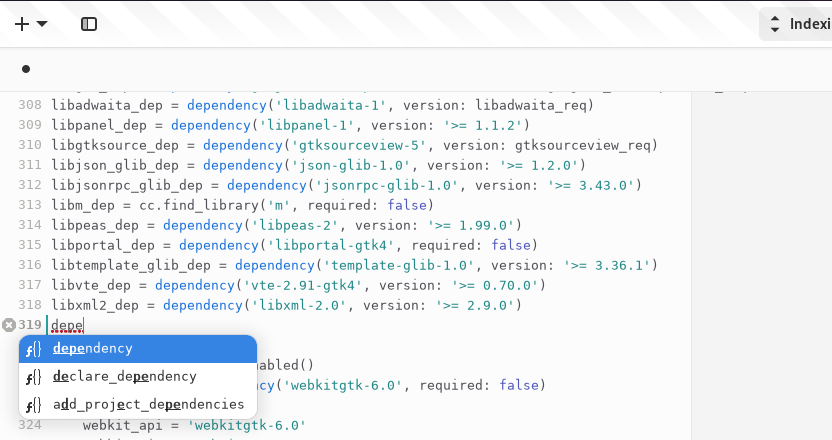 Indexi
308 libadwaita_dep = dependency('libadwaita-1', version: libadwaita_req)
309 libpanel_dep = dependency('libpanel-1', version: '>= 1.1.2')
310 libgtksource_dep = dependency('gtksourceview-5', version: gtksourceview_req)
311 libjson_glib_dep = dependency('json-glib-1.0', version: '>= 1.2.0')
312 libjsonrpc_glib_dep = dependency('jsonrpc-glib-1.0', version: '>= 3.43.0')
313 libm_dep = cc.find_library('m', required: false)
314 libpeas_dep = dependency('libpeas-2', version: '>= 1.99.0')
315 libportal_dep = dependency('libportal-gtk4', required: false)
316 libtemplate_glib_dep = dependency('template-glib-1.0', version: '>= 3.36.1')
317 libvte_dep = dependency('vte-2.91-gtk4', version: '>= 0.70.0')
318 libxml2_dep = dependency('libxml-2.0', version: '>= 2.9.0')
319 depe
f{} dependency
abled()
f{} declare_dependency
cy('webkitgtk-6.0', required: false)
f{} add_project_dependencies
324 webkit_api = 'webkitgtk-6.0'